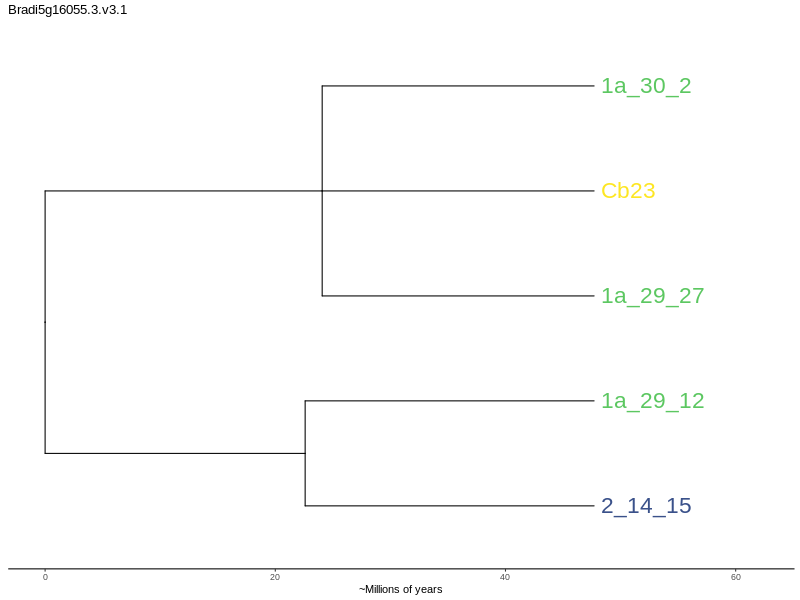 Bradi5g16055.3.v3.1
1a_30_2
Cb23
1a_29_27
1a_29_12
2_14_15
0 20 40 60
~Millions of years